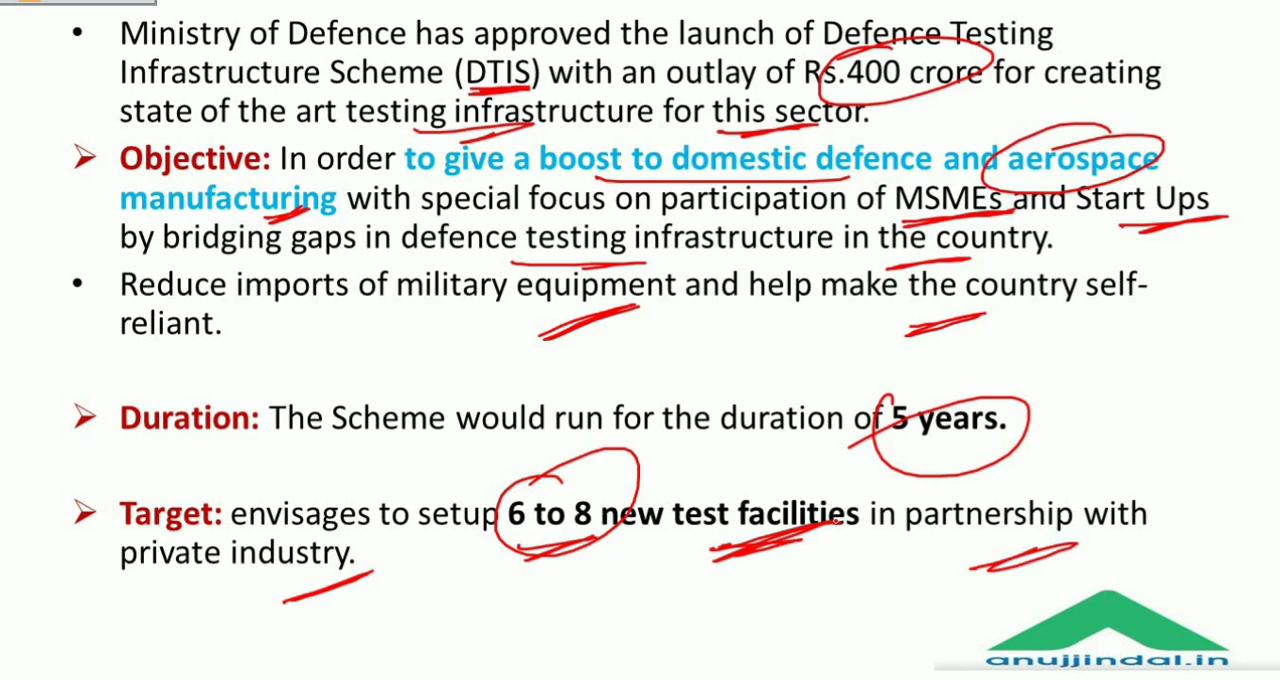 • Ministry of Defence has approved the launch of Defence Testing
Infrastructure Scheme (DTIS) with an outlay of Rs.400 crore for creating
state of the art testing infrastructure for this sector.
➢ Objective: In order to give a boost to domestic defence and aerospace
manufacturing with special focus on participation of MSMEs and Start Ups
by bridging gaps in defence testing infrastructure in the country.
• Reduce imports of military equipment and help make the country self-
reliant.
➢ Duration: The Scheme would run for the duration of 5 years.
➢ Target: envisages to setup 6 to 8 new test facilities in partnership with
private industry.
anujjindal.in